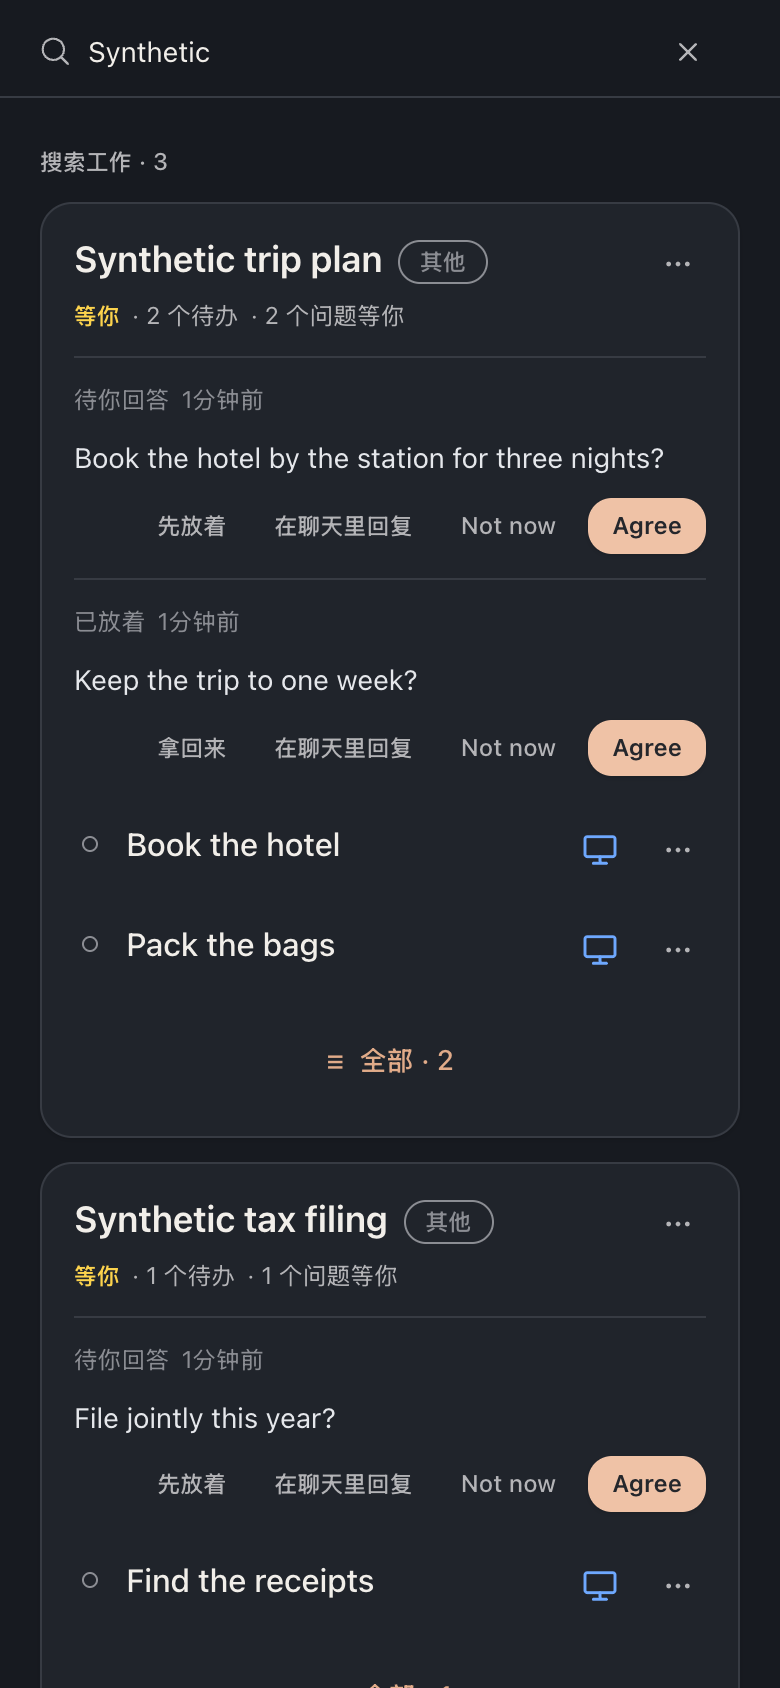 Synthetic
搜索工作 · 3
Synthetic trip plan 其他
等你 · 2 个待办 · 2 个问题等你
待你回答 1分钟前
Book the hotel by the station for three nights?
先放着 在聊天里回复 Not now Agree
已放着 1分钟前
Keep the trip to one week?
拿回来 在聊天里回复 Not now Agree
Book the hotel
Pack the bags
全部 · 2
Synthetic tax filing 其他
等你 · 1 个待办 · 1 个问题等你
待你回答 1分钟前
File jointly this year?
先放着 在聊天里回复 Not now Agree
Find the receipts